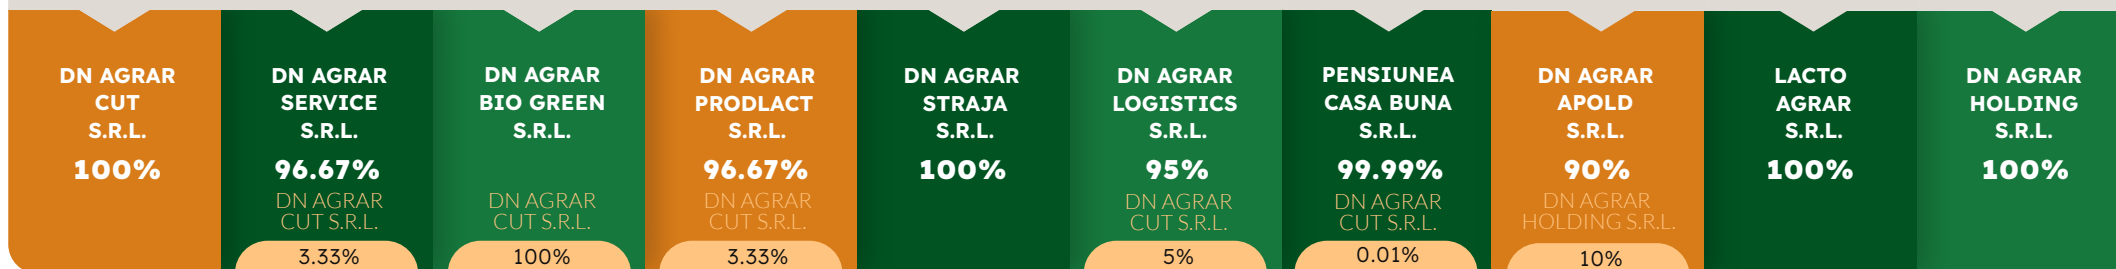 DN AGRAR
CUT
S.R.L.
100%
DN AGRAR
SERVICE
S.R.L.
96.67%
DN AGRAR
CUT S.R.L.
3.33%
DN AGRAR
BIO GREEN
S.R.L.
DN AGRAR
CUT S.R.L.
100%
DN AGRAR
PRODLACT
S.R.L.
96.67%
DN AGRAR
CUT S.R.L.
3.33%
DN AGRAR
STRAJA
S.R.L.
100%
DN AGRAR
LOGISTICS
S.R.L.
95%
DN AGRAR
CUT S.R.L.
5%
PENSIUNEA
CASA BUNA
S.R.L.
99.99%
DN AGRAR
CUT S.R.L.
0.01%
DN AGRAR
APOLD
S.R.L.
90%
DN AGRAR
HOLDING S.R.L.
10%
LACTO
AGRAR
S.R.L.
100%
DN AGRAR
HOLDING
S.R.L.
100%